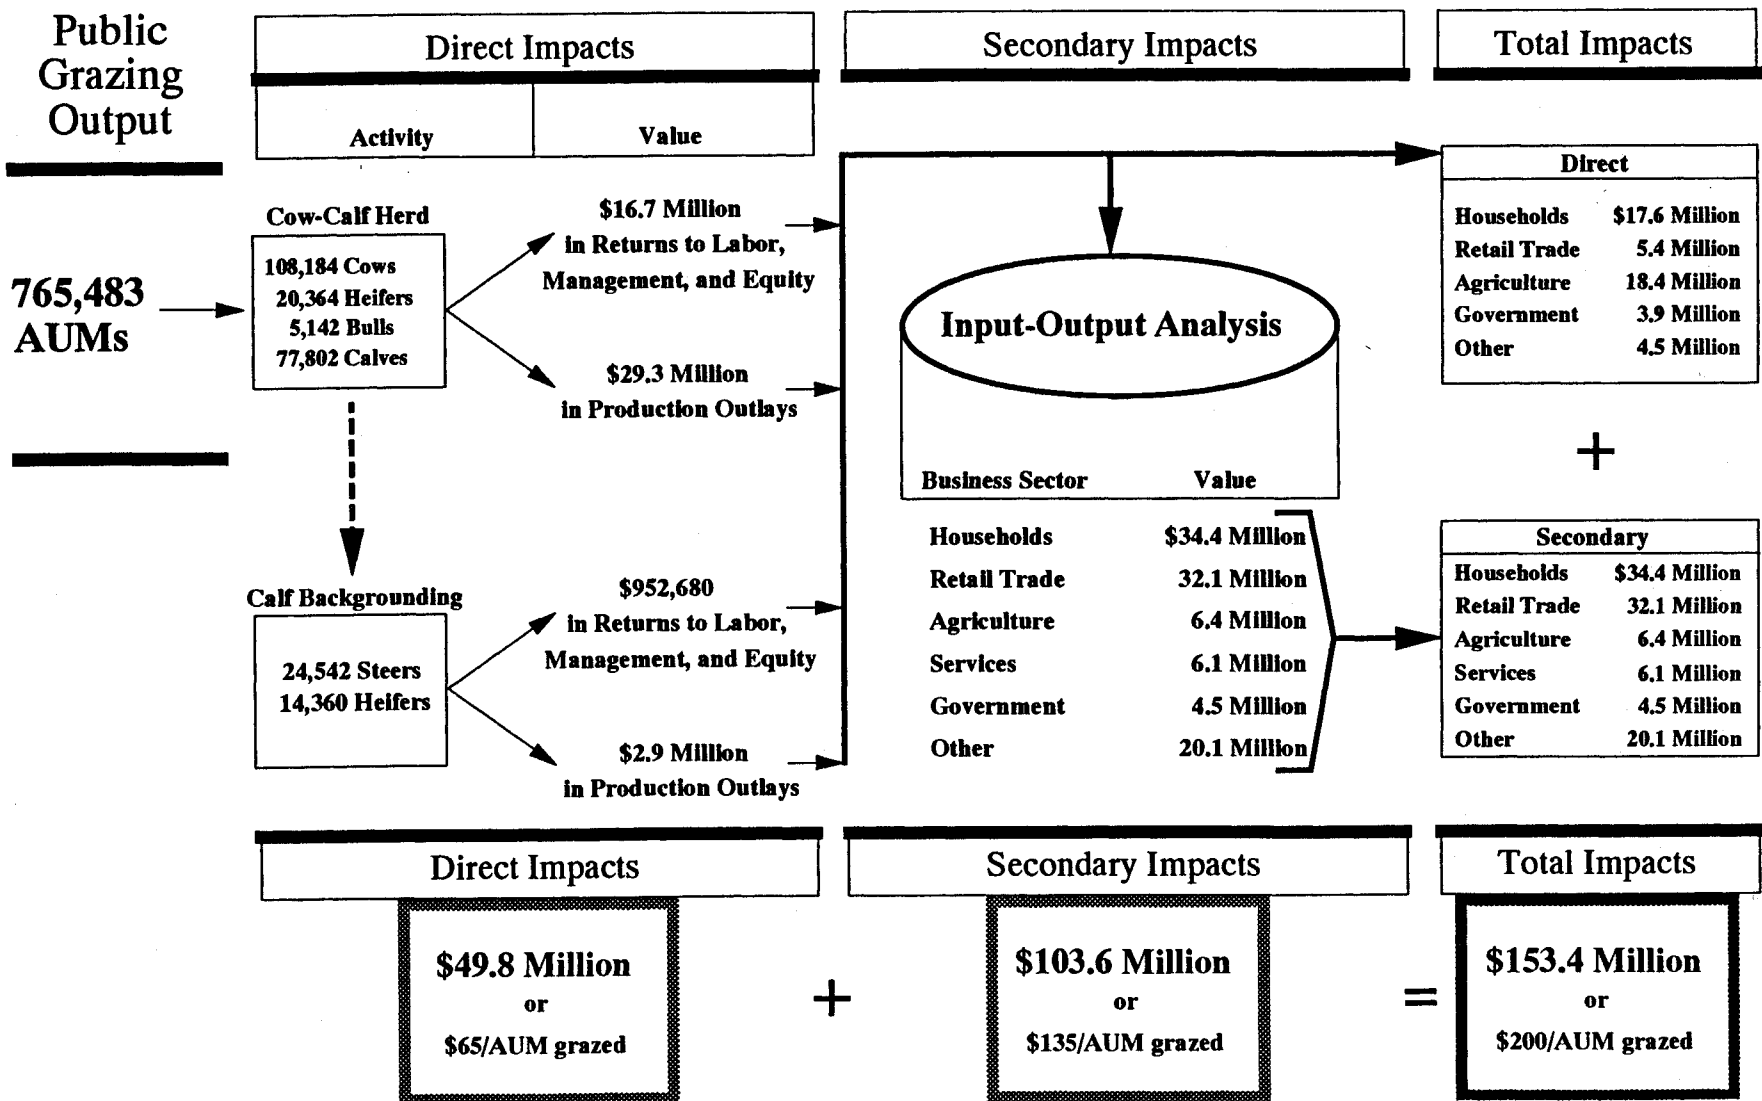 Public
Grazing
Output
765,483
AUMs
Direct Impacts
Activity Value
Cow-Calf Herd
108,184 Cows
20,364 Heifers
5,142 Bulls
77,802 Calves
$16.7 Million
in Returns to Labor,
Management, and Equity
$29.3 Million
in Production Outlays
Calf Backgrounding
24,542 Steers
14,360 Heifers
$952,680
in Returns to Labor,
Management, and Equity
$2.9 Million
in Production Outlays
Secondary Impacts
Input-Output Analysis
Business Sector Value
Households $34.4 Million
Retail Trade 32.1 Million
Agriculture 6.4 Million
Services 6.1 Million
Government 4.5 Million
Other 20.1 Million
Total Impacts
Direct
Households $17.6 Million
Retail Trade 5.4 Million
Agriculture 18.4 Million
Government 3.9 Million
Other 4.5 Million
+
Secondary
Households $34.4 Million
Retail Trade 32.1 Million
Agriculture 6.4 Million
Services 6.1 Million
Government 4.5 Million
Other 20.1 Million
Direct Impacts
$49.8 Million
or
$65/AUM grazed
+
Secondary Impacts
$103.6 Million
or
$135/AUM grazed
=
Total Impacts
$153.4 Million
or
$200/AUM grazed